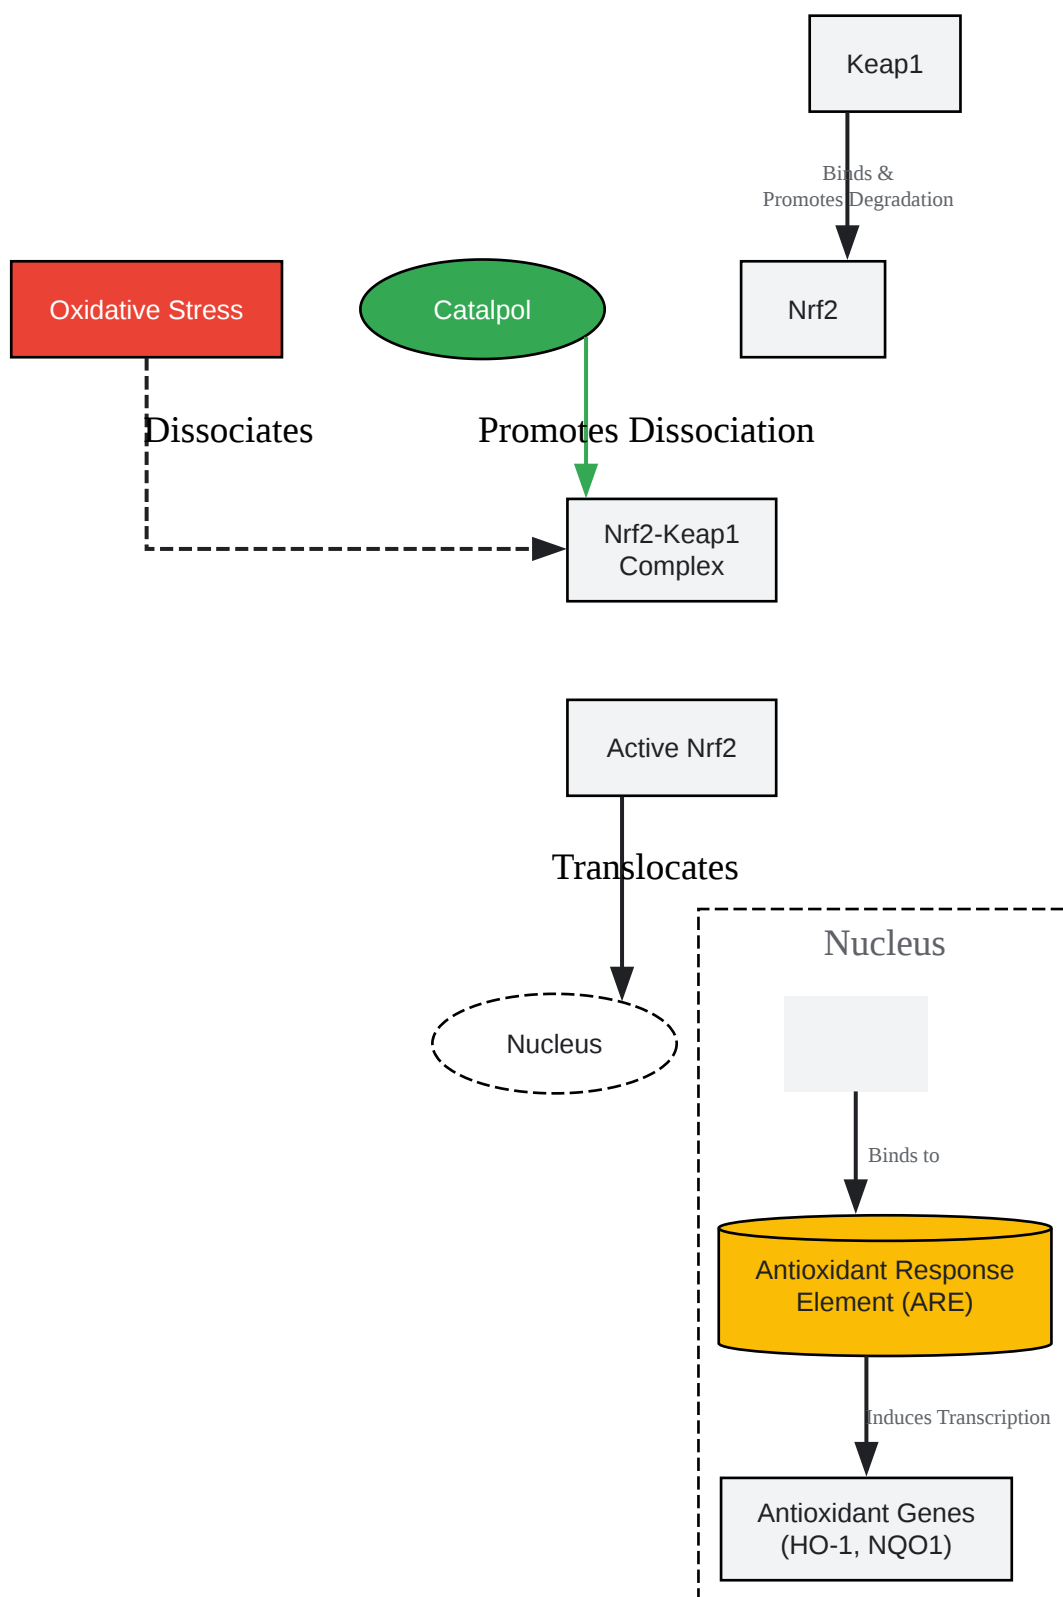 Keap1
Binds &
Promotes Degradation
Oxidative Stress
Catalpol
Nrf2
Dissociates
Promotes Dissociation
Nrf2-Keap1
Complex
Active Nrf2
Translocates
Nucleus
Nucleus
Binds to
Antioxidant Response
Element (ARE)
Induces Transcription
Antioxidant Genes
(HO-1, NQO1)